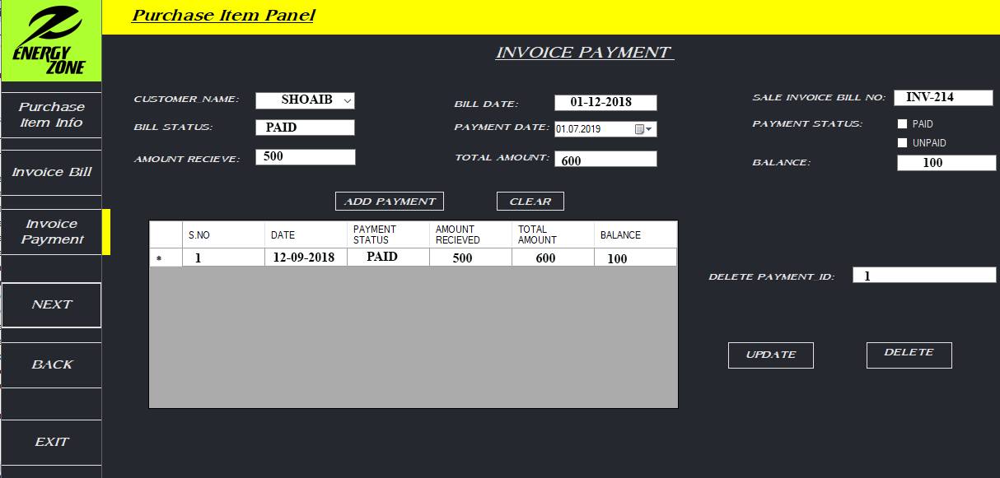 ENERGY
ZONE
Purchase Item Panel
INVOICE PAYMENT
Purchase
Item Info
Invoice Bill
Invoice
Payment
NEXT
BACK
EXIT
CUSTOMER_NAME: SHOAIB
BILL DATE: 01-12-2018
SALE INVOICE BILL NO: INV-214
BILL STATUS: PAID
PAYMENT DATE: 01.07.2019
PAYMENT STATUS: PAID
UNPAID
AMOUNT RECIEVE: 500
TOTAL AMOUNT: 600
BALANCE: 100
ADD PAYMENT CLEAR
S.NO DATE PAYMENT STATUS AMOUNT RECIEVED TOTAL AMOUNT BALANCE
* 1 12-09-2018 PAID 500 600 100
DELETE PAYMENT_ID: 1
UPDATE DELETE